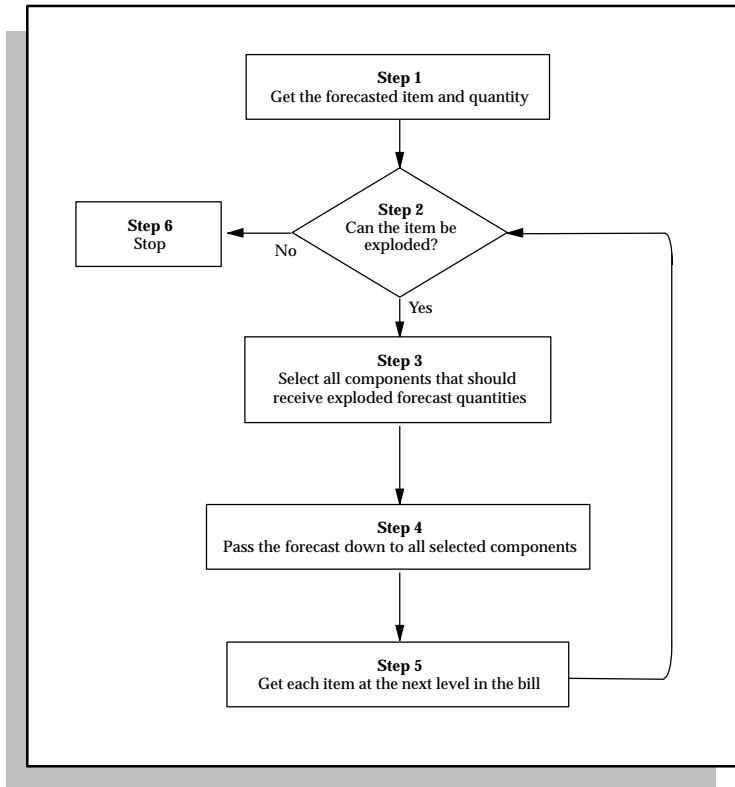 Step 1
Get the forecasted item and quantity
Step 2
Can the item be
exploded?
Step 6
Stop
No
Yes
Step 3
Select all components that should
receive exploded forecast quantities
Step 4
Pass the forecast down to all selected components
Step 5
Get each item at the next level in the bill